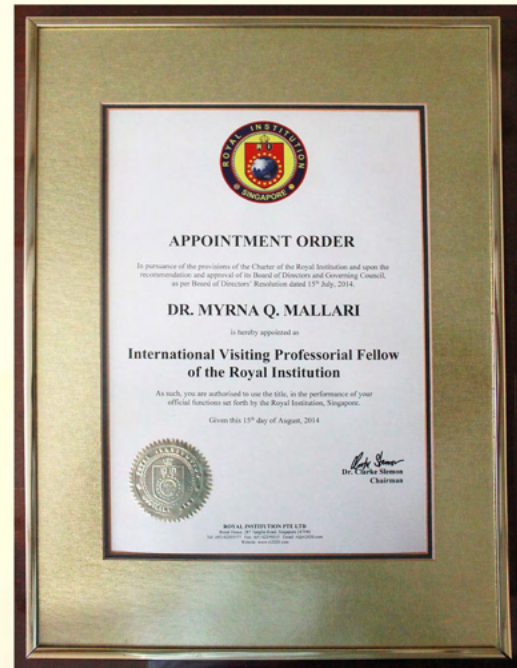 ROYAL INSTITUTION
SINGAPORE
APPOINTMENT ORDER
In pursuance of the provisions of the Charter of the Royal Institution and upon the
recommendation and approval of its Board of Directors and Governing Council,
as per Board of Directors' Resolution dated 15th July, 2014.
DR. MYRNA Q. MALLARI
is hereby appointed as
International Visiting Professorial Fellow
of the Royal Institution
As such, you are authorised to use the title, in the performance of your
official functions set forth by the Royal Institution, Singapore.
Given this 15th day of August, 2014
Dr. Clarke Slemon
Chairman
ROYAL INSTITUTION PTE LTD